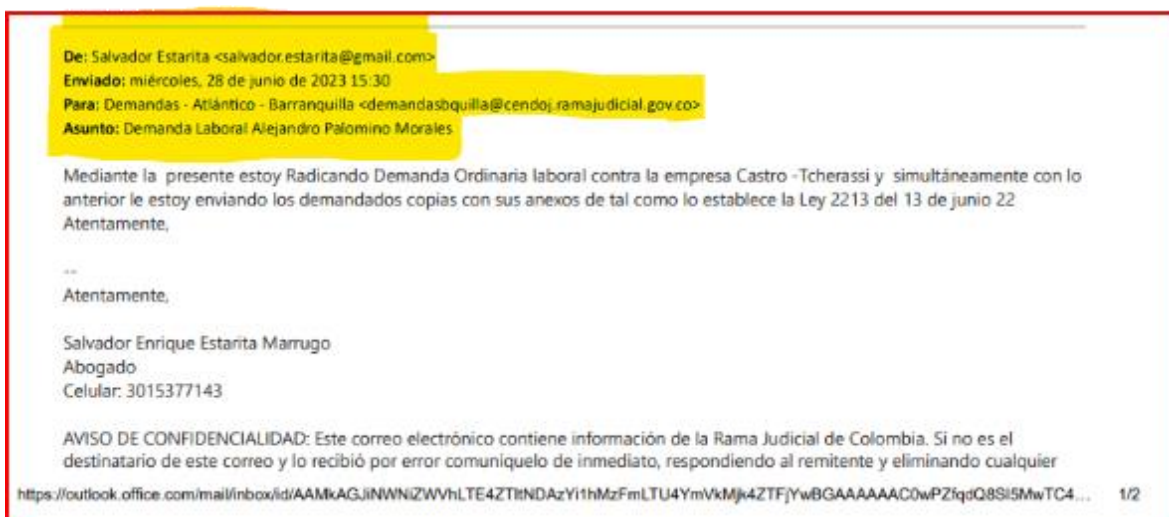 De: Salvador Estarita <salvador.estarita@gmail.com>
Enviado: miércoles, 28 de junio de 2023 15:30
Para: Demandas - Atlántico - Barranquilla <demandasbquilla@cendoj.ramajudicial.gov.co>
Asunto: Demanda Laboral Alejandro Palomino Morales
Mediante la presente estoy Radicando Demanda Ordinaria laboral contra la empresa Castro -Tcherassi y simultáneamente con lo
anterior le estoy enviando los demandados copias con sus anexos de tal como lo establece la Ley 2213 del 13 de junio 22
Atentamente,
--
Atentamente,
Salvador Enrique Estarita Marrugo
Abogado
Celular: 3015377143
AVISO DE CONFIDENCIALIDAD: Este correo electrónico contiene información de la Rama Judicial de Colombia. Si no es el
destinatario de este correo y lo recibió por error comuníquelo de inmediato, respondiendo al remitente y eliminando cualquier
1/2